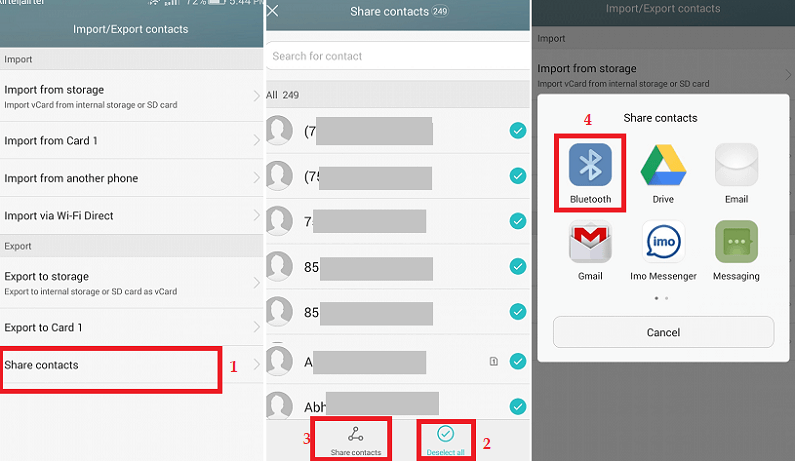 Airtel|airtel 72% 5:44 PM
Import/Export contacts
Import
Import from storage
Import vCard from internal storage or SD card
Import from Card 1
Import from another phone
Import via Wi-Fi Direct
Export
Export to storage
Export to internal storage or SD card as vCard
Export to Card 1
Share contacts
1
Share contacts 249
Search for contact
All 249
(7
(75
7
85
85
A
1
Abh
3
Share contacts
Deselect all
2
Import/Export contacts
Import
Import from storage
Import vCard from internal storage or SD card
4
Share contacts
Bluetooth
Drive
Email
Gmail
imo
Imo Messenger
Messaging
Cancel